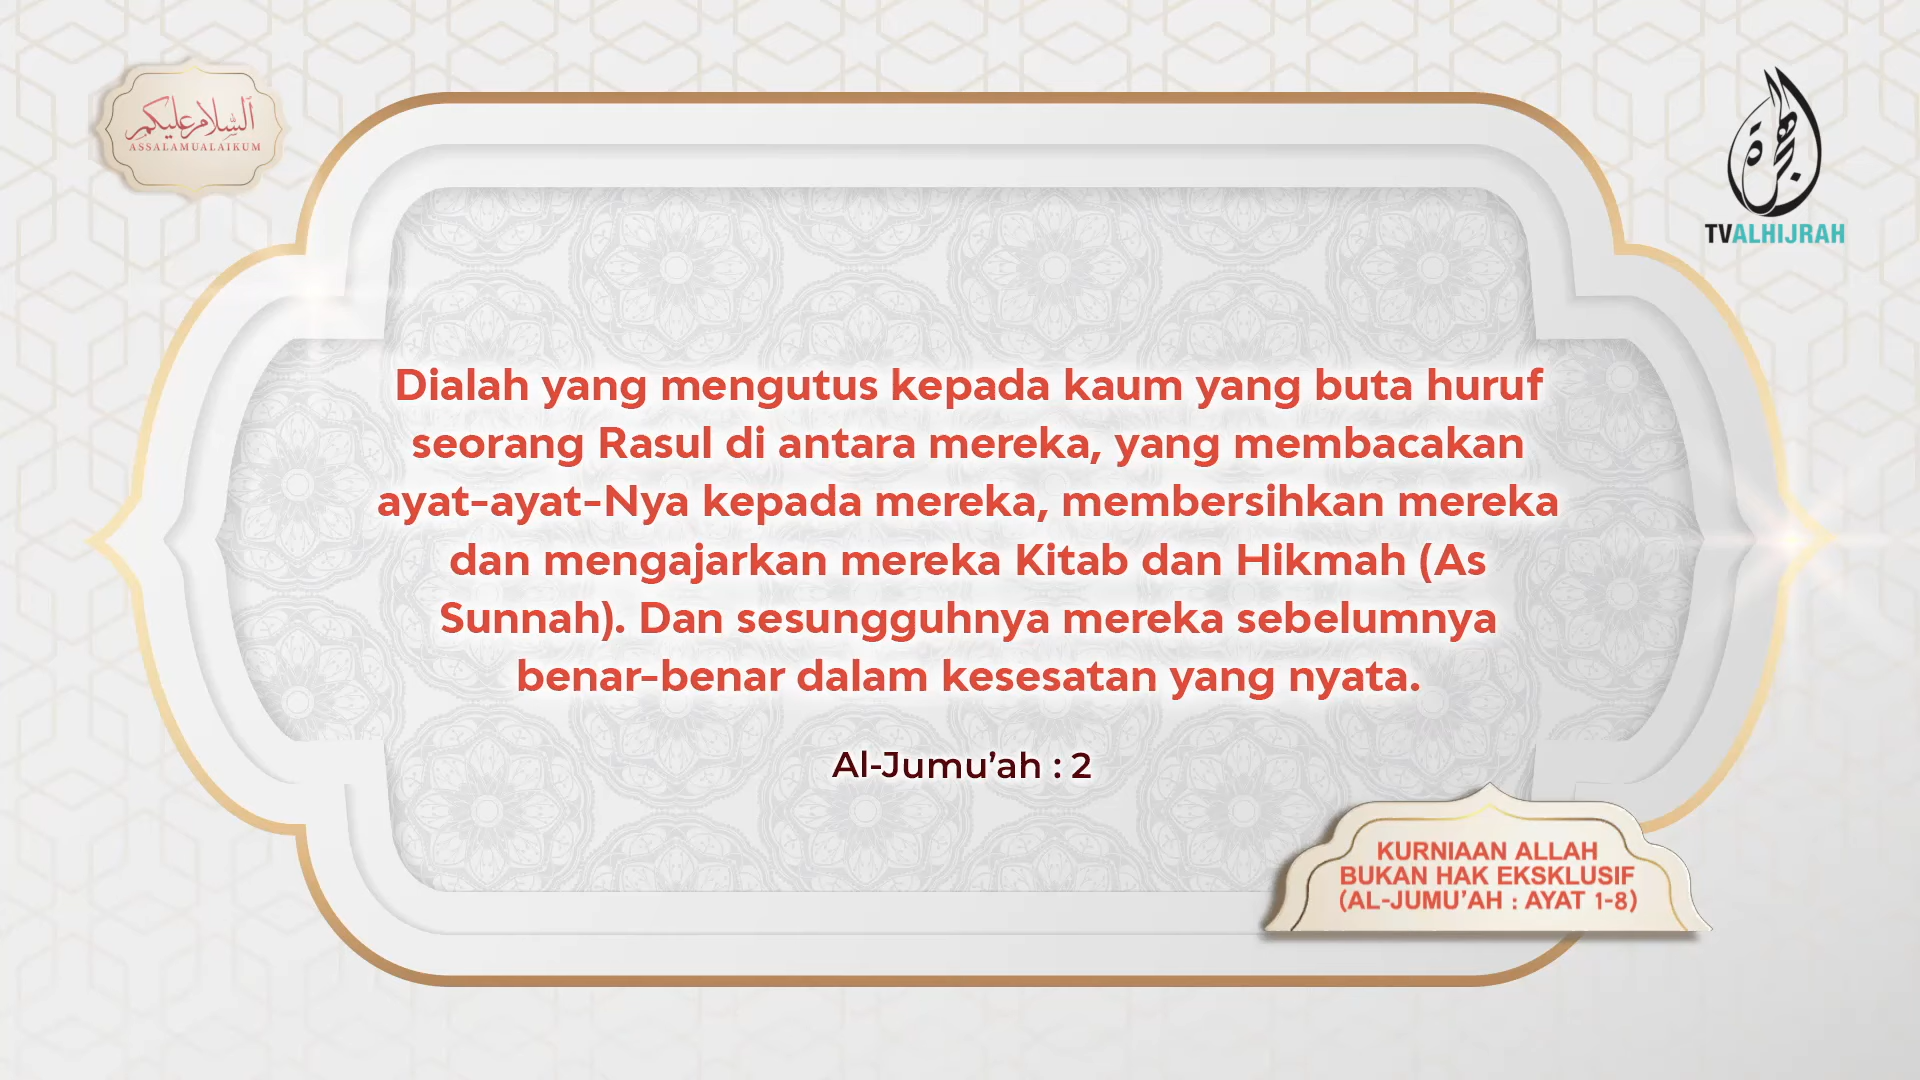 اَلسَّلَامُ عَلَيْكُمْ
ASSALAMUALAIKUM
هجرة
TVALHIJRAH
Dialah yang mengutus kepada kaum yang buta huruf
seorang Rasul di antara mereka, yang membacakan
ayat-ayat-Nya kepada mereka, membersihkan mereka
dan mengajarkan mereka Kitab dan Hikmah (As
Sunnah). Dan sesungguhnya mereka sebelumnya
benar-benar dalam kesesatan yang nyata.
Al-Jumu’ah : 2
KURNIAAN ALLAH
BUKAN HAK EKSKLUSIF
(AL-JUMU’AH : AYAT 1-8)